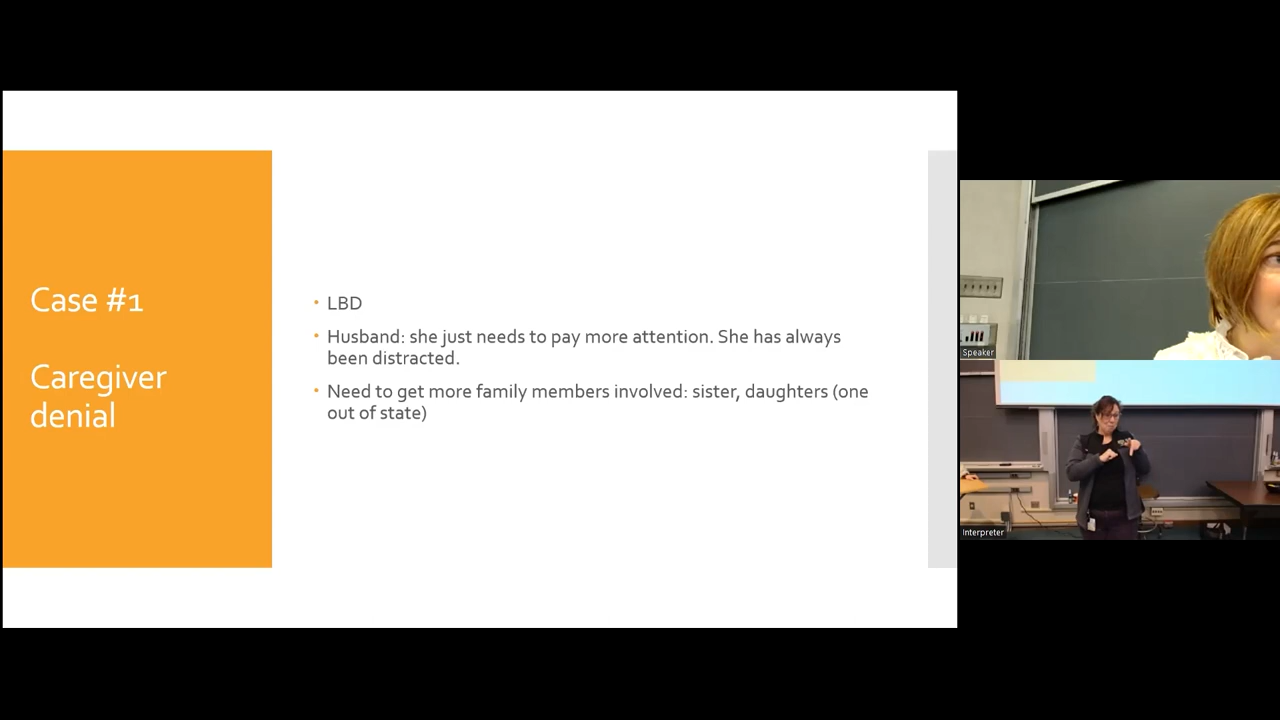 Case #1
Caregiver
denial
• LBD
• Husband: she just needs to pay more attention. She has always
been distracted.
• Need to get more family members involved: sister, daughters (one
out of state)
Speaker
Interpreter